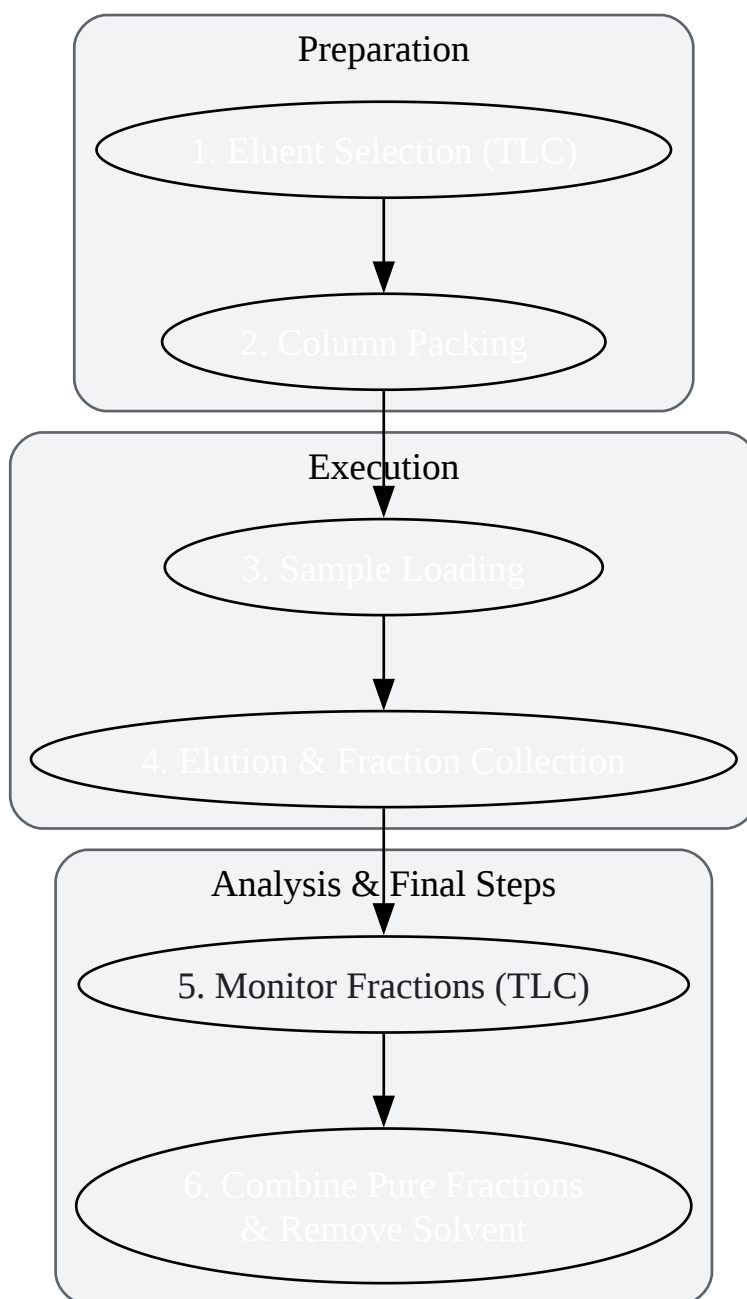 Preparation
1. Eluent Selection (TLC)
2. Column Packing
Execution
3. Sample Loading
4. Elution & Fraction Collection
Analysis & Final Steps
5. Monitor Fractions (TLC)
6. Combine Pure Fractions
& Remove Solvent